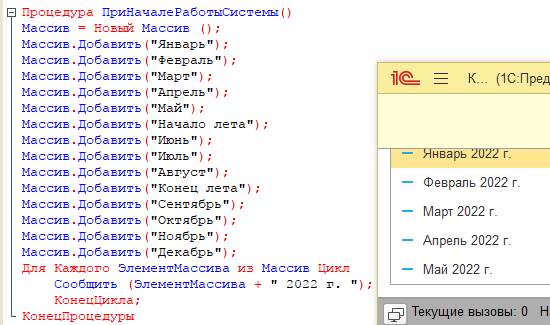 Процедура ПриНачалеРаботыСистемы()
Массив = Новый Массив ();
Массив.Добавить("Январь");
Массив.Добавить("Февраль");
Массив.Добавить("Март");
Массив.Добавить("Апрель");
Массив.Добавить("Май");
Массив.Добавить("Начало лета");
Массив.Добавить("Июнь");
Массив.Добавить("Июль");
Массив.Добавить("Август");
Массив.Добавить("Конец лета");
Массив.Добавить("Сентябрь");
Массив.Добавить("Октябрь");
Массив.Добавить("Ноябрь");
Массив.Добавить("Декабрь");
Для Каждого ЭлементМассива из Массив Цикл
Сообщить (ЭлементМассива + " 2022 г. ");
КонецЦикла;
КонецПроцедуры
1С К... (1С:Пред
Январь 2022 г.
Февраль 2022 г.
Март 2022 г.
Апрель 2022 г.
Май 2022 г.
Текущие вызовы: 0 Н